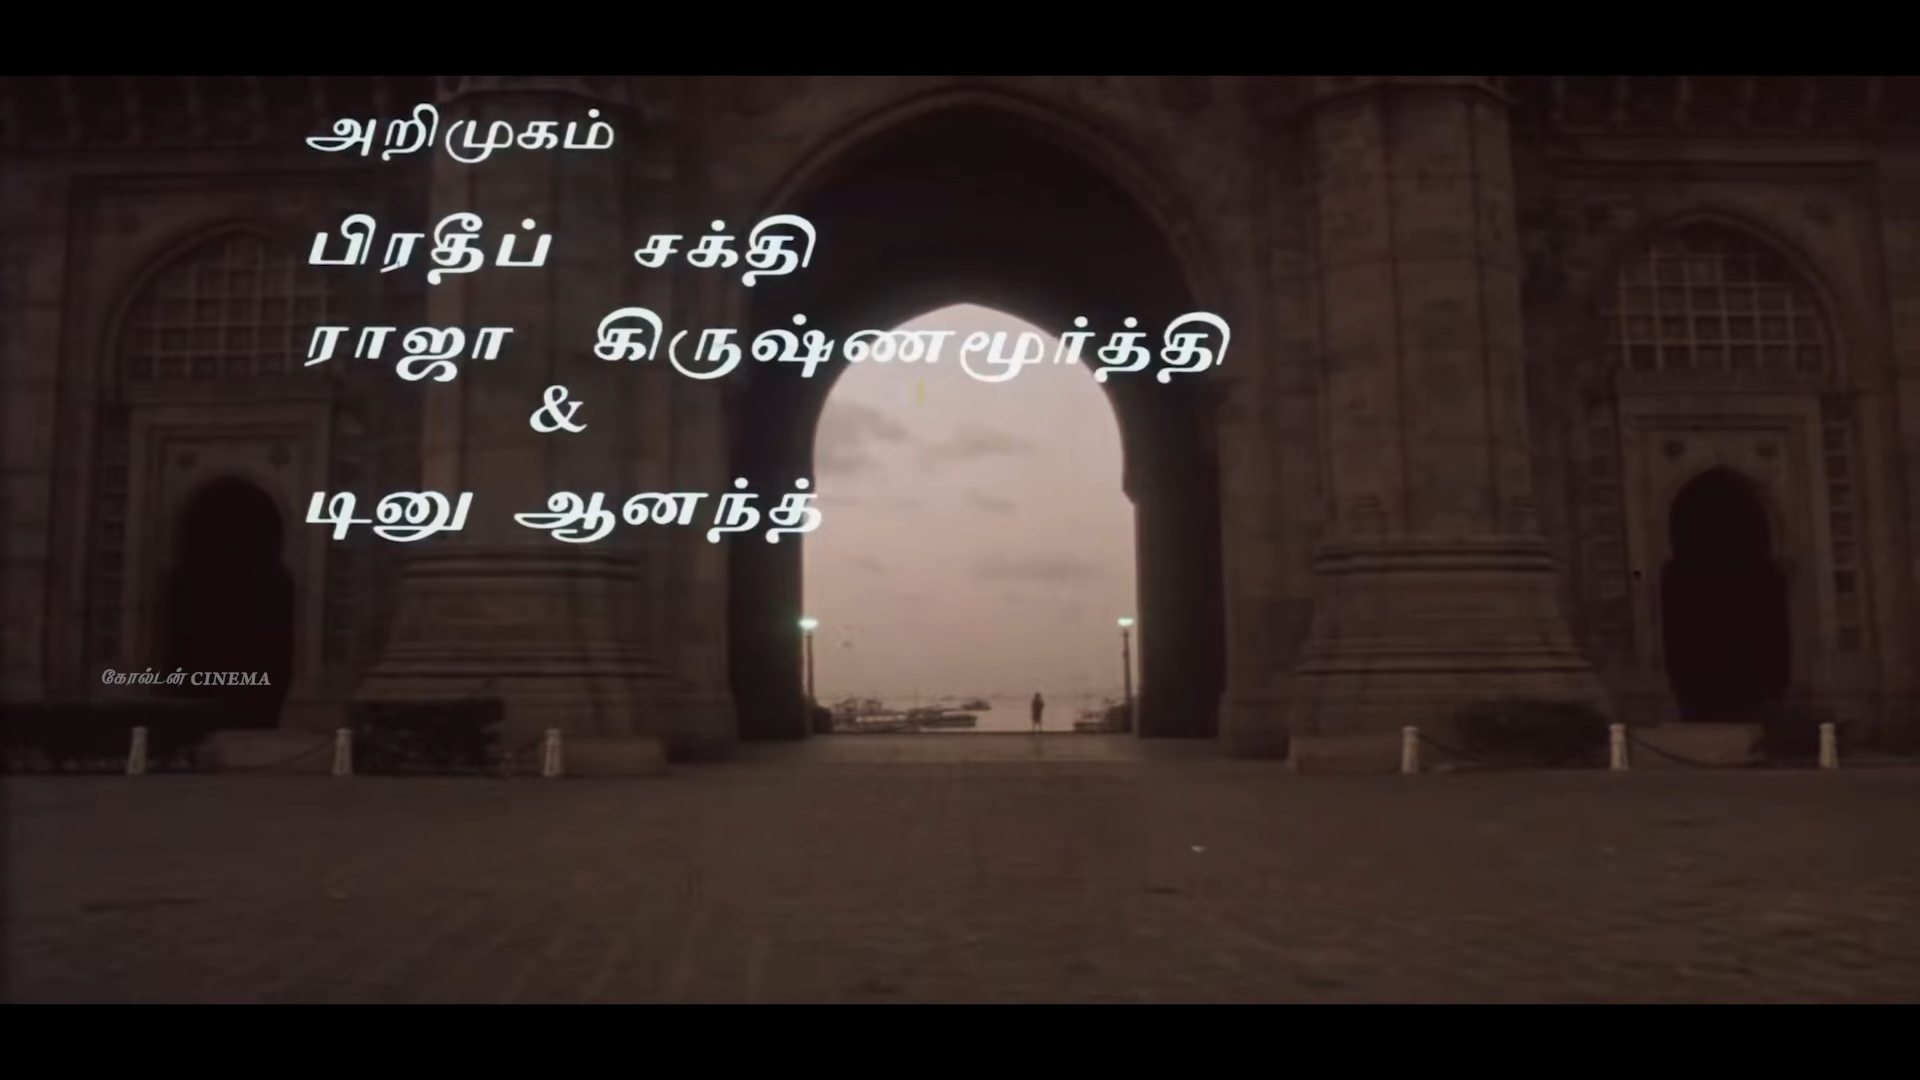 அறிமுகம்
பிரதீப் சக்தி
ராஜா கிருஷ்ணமூர்த்தி
&
டினு ஆனந்த்
கோல்டன் CINEMA